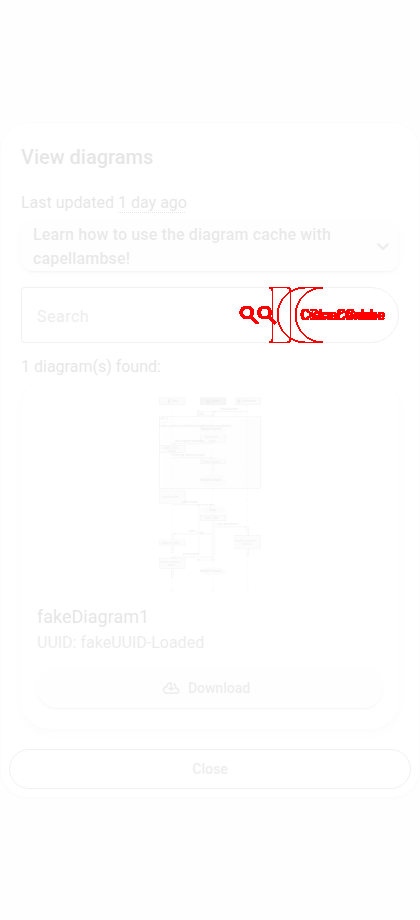 View diagrams
Last updated 1 day ago
Learn how to use the diagram cache with
capellambse!
Search
1 diagram(s) found:
fakeDiagram1
UUID: fakeUUID-Loaded
Download
Close